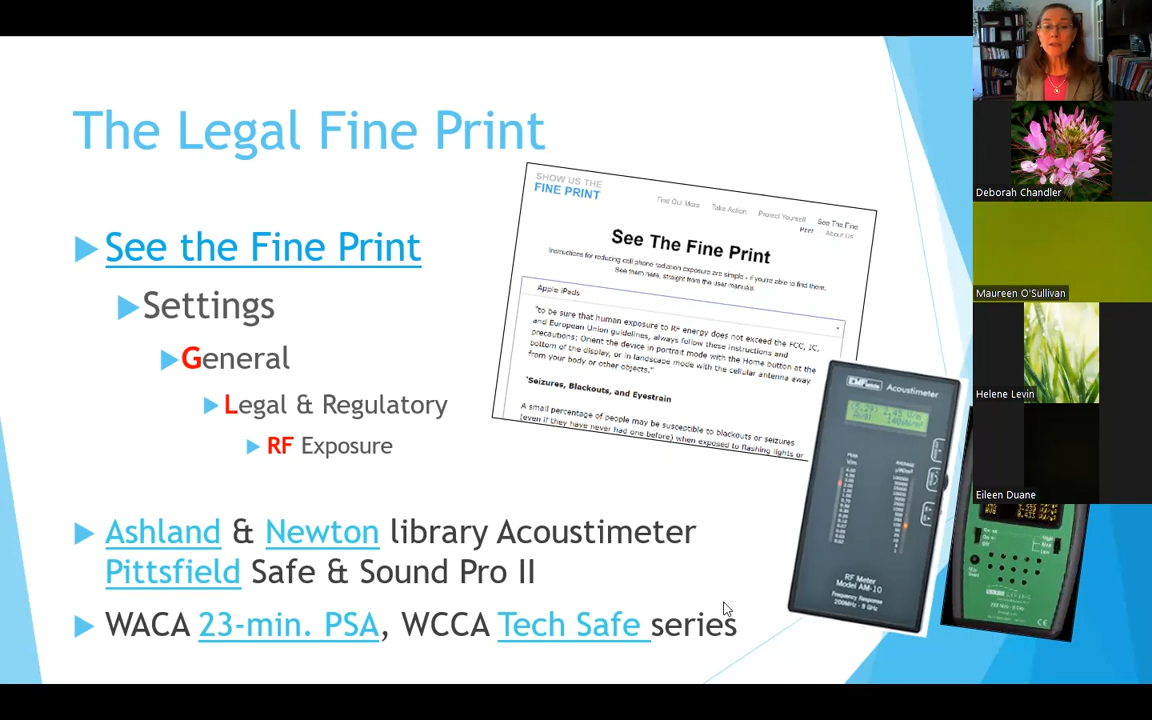 The Legal Fine Print
See the Fine Print
Settings
General
Legal & Regulatory
RF Exposure
Ashland & Newton library Acoustimeter
Pittsfield Safe & Sound Pro II
WACA 23-min. PSA, WCCA Tech Safe series
SHOW US THE
FINE PRINT
Find Out More Take Action Protect Yourself See The Fine
Print About Us
See The Fine Print
Instructions for reducing cell phone radiation exposure are simple - if you're able to find them.
See them here, straight from the user manuals.
Apple iPads
"to be sure that human exposure to RF energy does not exceed the FCC, IC,
and European Union guidelines, always follow these instructions and
precautions: Orient the device in portrait mode with the Home button at the
bottom of the display, or in landscape mode with the cellular antenna away
from your body or other objects."
"Seizures, Blackouts, and Eyestrain
A small percentage of people may be susceptible to blackouts or seizures
(even if they have never had one before) when exposed to flashing lights or
Acoustimeter
PEAK
AVERAGE
RF Meter
Model AM-10
Frequency Response
200MHz - 8 GHz
Deborah Chandler
Maureen O'Sullivan
Helene Levin
Eileen Duane